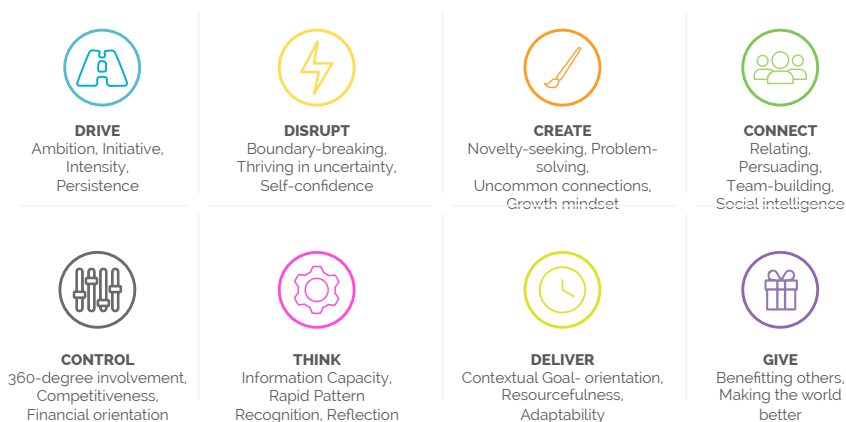 DRIVE
Ambition, Initiative,
Intensity,
Persistence
DISRUPT
Boundary-breaking,
Thriving in uncertainty,
Self-confidence
CREATE
Novelty-seeking, Problem-
solving,
Uncommon connections,
Growth mindset
CONNECT
Relating,
Persuading,
Team-building,
Social intelligence
CONTROL
360-degree involvement,
Competitiveness,
Financial orientation
THINK
Information Capacity,
Rapid Pattern
Recognition, Reflection
DELIVER
Contextual Goal- orientation,
Resourcefulness,
Adaptability
GIVE
Benefitting others,
Making the world
better